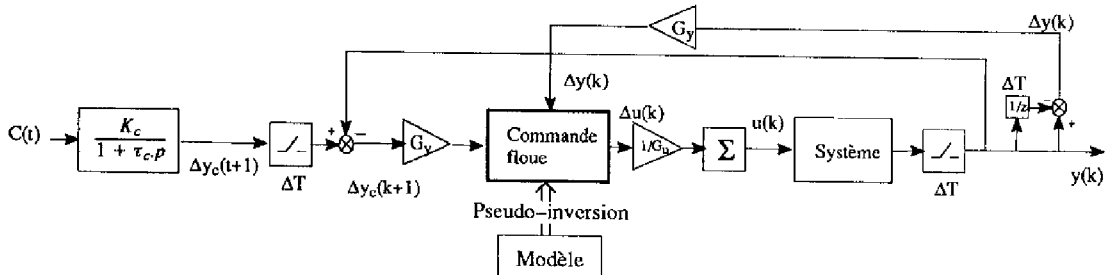 Δy(k)
G_y
ΔT
1/z
-
+
Δy(k)
Δu(k)
u(k)
C(t)
K_c
1 + τ_c.p
Δy_c(t+1)
ΔT
+
-
G_y
Δy_c(k+1)
Commande
floue
1/G_u
Σ
Système
ΔT
y(k)
Pseudo-inversion
Modèle